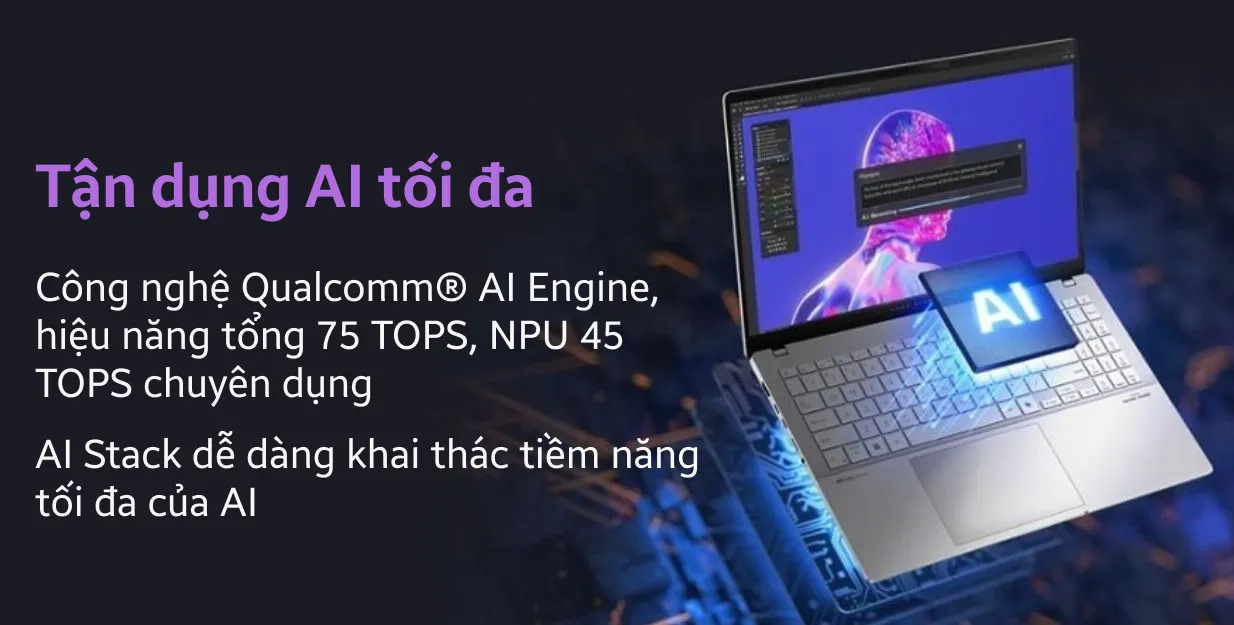 Tận dụng AI tối đa
Công nghệ Qualcomm® AI Engine,
hiệu năng tổng 75 TOPS, NPU 45
TOPS chuyên dụng
AI Stack dễ dàng khai thác tiềm năng
tối đa của AI
AI